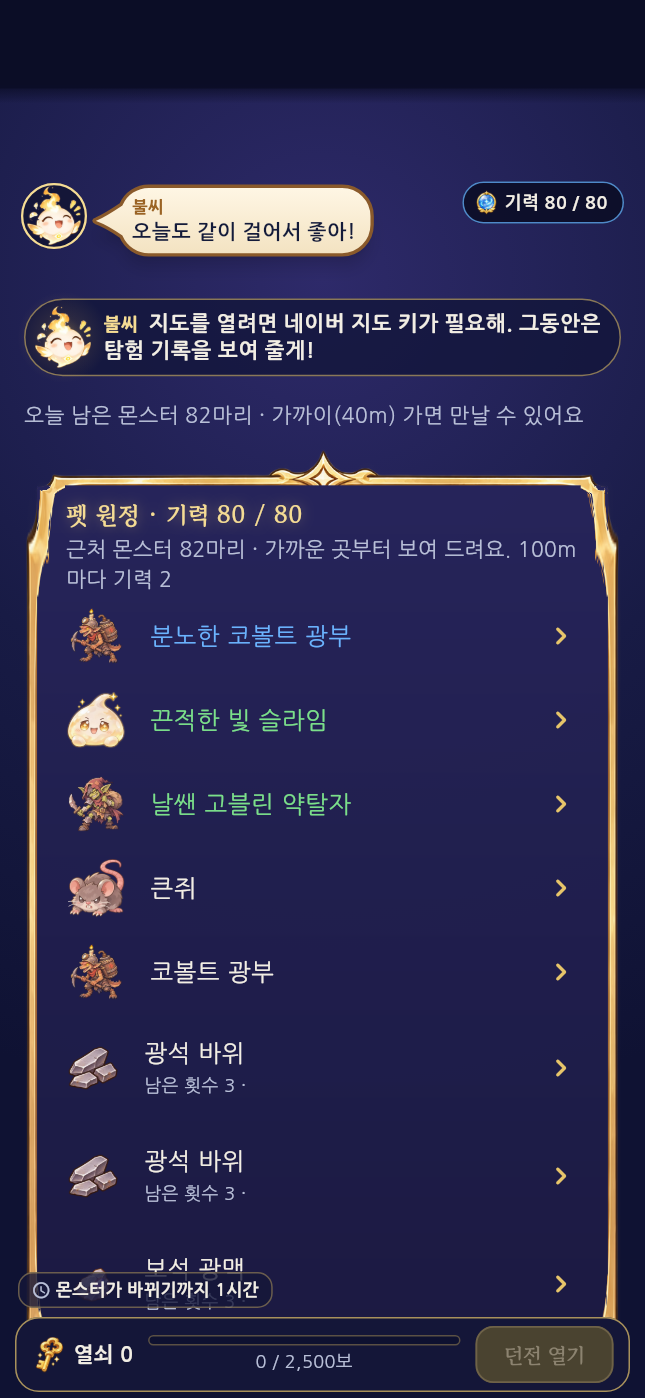 불씨
오늘도 같이 걸어서 좋아!
기력 80 / 80
불씨 지도를 열려면 네이버 지도 키가 필요해. 그동안은
탐험 기록을 보여 줄게!
오늘 남은 몬스터 82마리 · 가까이(40m) 가면 만날 수 있어요
펫 원정 · 기력 80 / 80
근처 몬스터 82마리 · 가까운 곳부터 보여 드려요. 100m
마다 기력 2
분노한 코볼트 광부
끈적한 빛 슬라임
날쌘 고블린 약탈자
큰쥐
코볼트 광부
광석 바위
남은 횟수 3 ·
광석 바위
남은 횟수 3 ·
보석 광맥
몬스터가 바뀌기까지 1시간
남은 횟수 3 ·
열쇠 0
0 / 2,500보
던전 열기